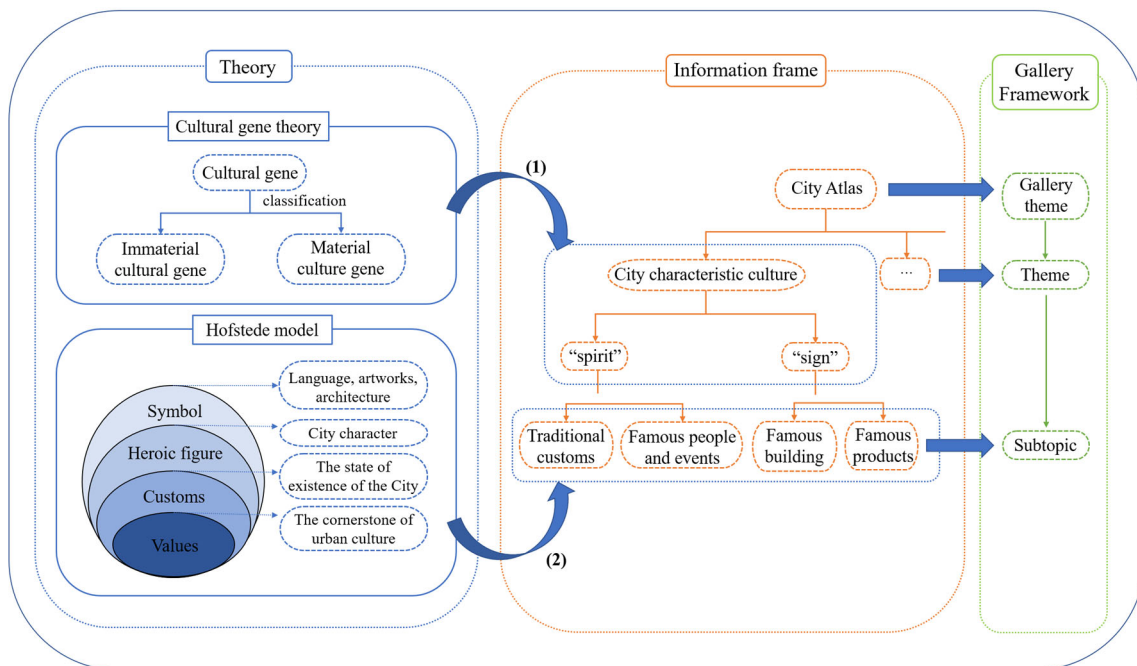 Theory
Cultural gene theory
Cultural gene
classification
Immaterial
cultural gene
Material
culture gene
Hofstede model
Symbol
Heroic figure
Customs
Values
Language, artworks,
architecture
City character
The state of
existence of the City
The cornerstone of
urban culture
(1)
(2)
Information frame
City Atlas
City characteristic culture
...
“spirit”
“sign”
Traditional
customs
Famous people
and events
Famous
building
Famous
products
Gallery
Framework
Gallery
theme
Theme
Subtopic